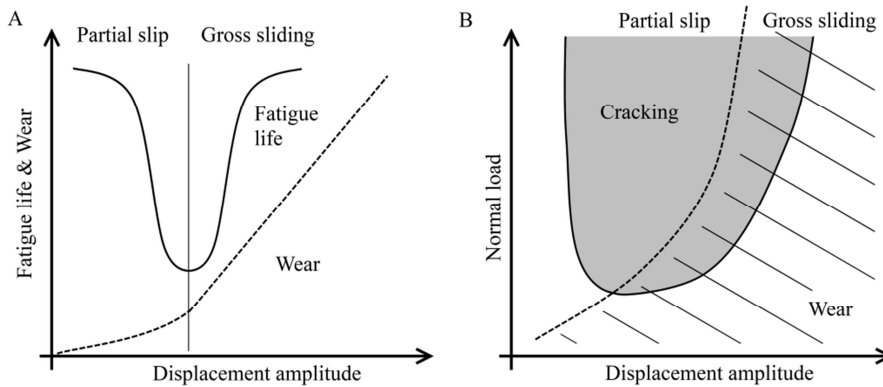 A
Partial slip
Gross sliding
Fatigue life & Wear
Fatigue
life
Wear
Displacement amplitude
B
Partial slip
Gross sliding
Normal load
Cracking
Wear
Displacement amplitude